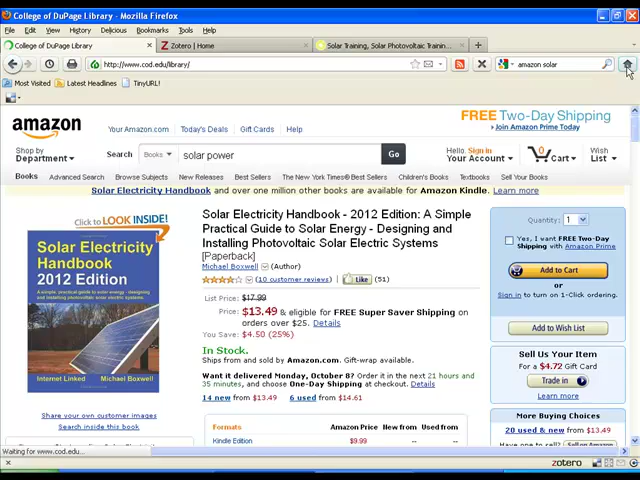 College of DuPage Library - Mozilla Firefox
File Edit View History Delicious Bookmarks Tools Help
College of DuPage Library
Zotero | Home
Solar Training, Solar Photovoltaic Trainin...
http://www.cod.edu/library/
amazon solar
Most Visited
Latest Headlines
TinyURL!
amazon
Your Amazon.com Today's Deals Gift Cards Help
FREE Two-Day Shipping
Join Amazon Prime Today
Shop by
Department
Search
Books
solar power
Go
Hello. Sign in
Your Account
0
Cart
Wish
List
Books Advanced Search Browse Subjects New Releases Best Sellers The New York Times® Best Sellers Children's Books Textbooks Sell Your Books
Solar Electricity Handbook and over one million other books are available for Amazon Kindle. Learn more
Click to LOOK INSIDE!
Solar Electricity
Handbook
2012 Edition
Internet Linked
Michael Boxwell
Share your own customer images
Search inside this book
Solar Electricity Handbook - 2012 Edition: A Simple
Practical Guide to Solar Energy - Designing and
Installing Photovoltaic Solar Electric Systems
[Paperback]
Michael Boxwell (Author)
(10 customer reviews)
Like (51)
List Price: $17.99
Price: $13.49 & eligible for FREE Super Saver Shipping on
orders over $25. Details
You Save: $4.50 (25%)
In Stock.
Ships from and sold by Amazon.com. Gift-wrap available.
Want it delivered Monday, October 8? Order it in the next 21 hours and
35 minutes, and choose One-Day Shipping at checkout. Details
14 new from $13.49 6 used from $14.61
Formats Amazon Price New from Used from
Kindle Edition $9.99 -- --
Quantity: 1
Yes, I want FREE Two-Day
Shipping with Amazon Prime
Add to Cart
or
Sign in to turn on 1-Click ordering.
Add to Wish List
Sell Us Your Item
For a $4.72 Gift Card
Trade in
Learn more
More Buying Choices
20 used & new from $13.49
Have one to sell? Sell on Amazon
Waiting for www.cod.edu...
zotero